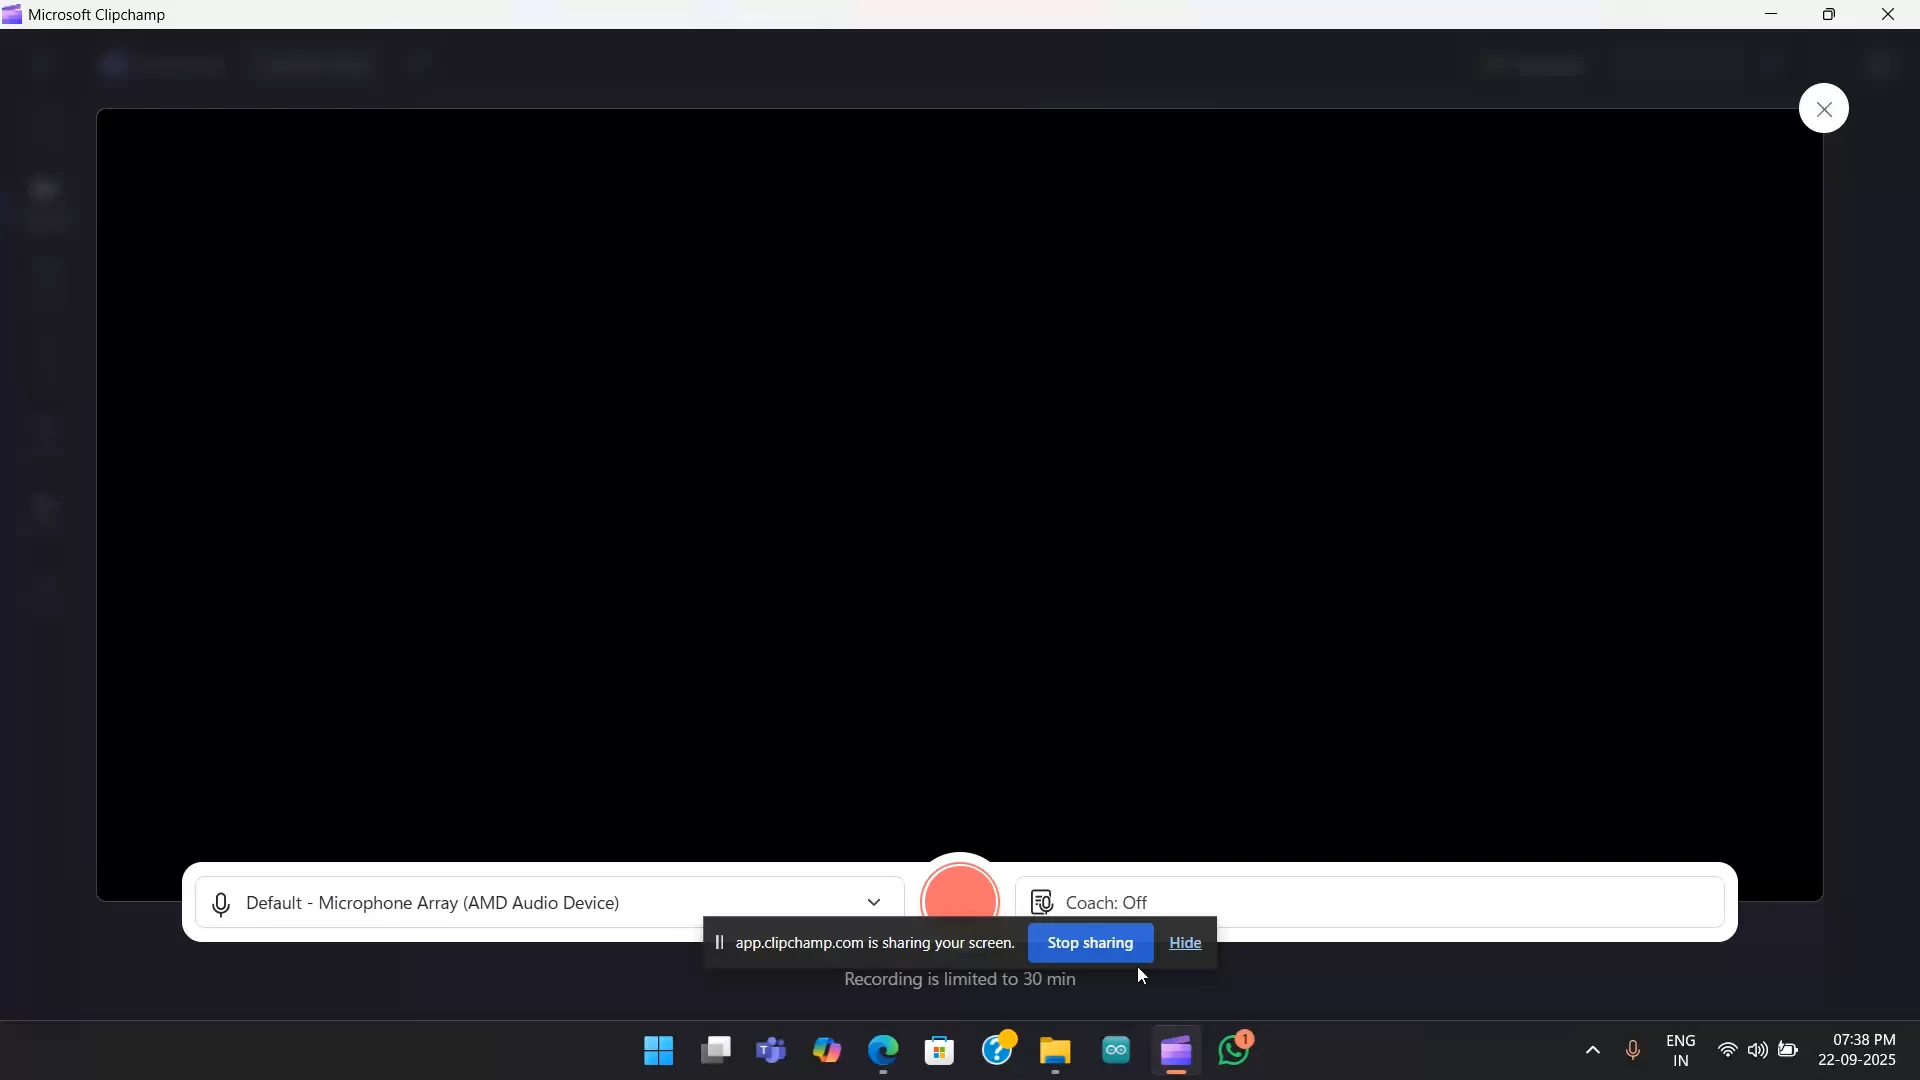 Microsoft Clipchamp
Default - Microphone Array (AMD Audio Device)
Coach: Off
app.clipchamp.com is sharing your screen.
Stop sharing
Hide
Recording is limited to 30 min
1
ENG
IN
07:38 PM
22-09-2025